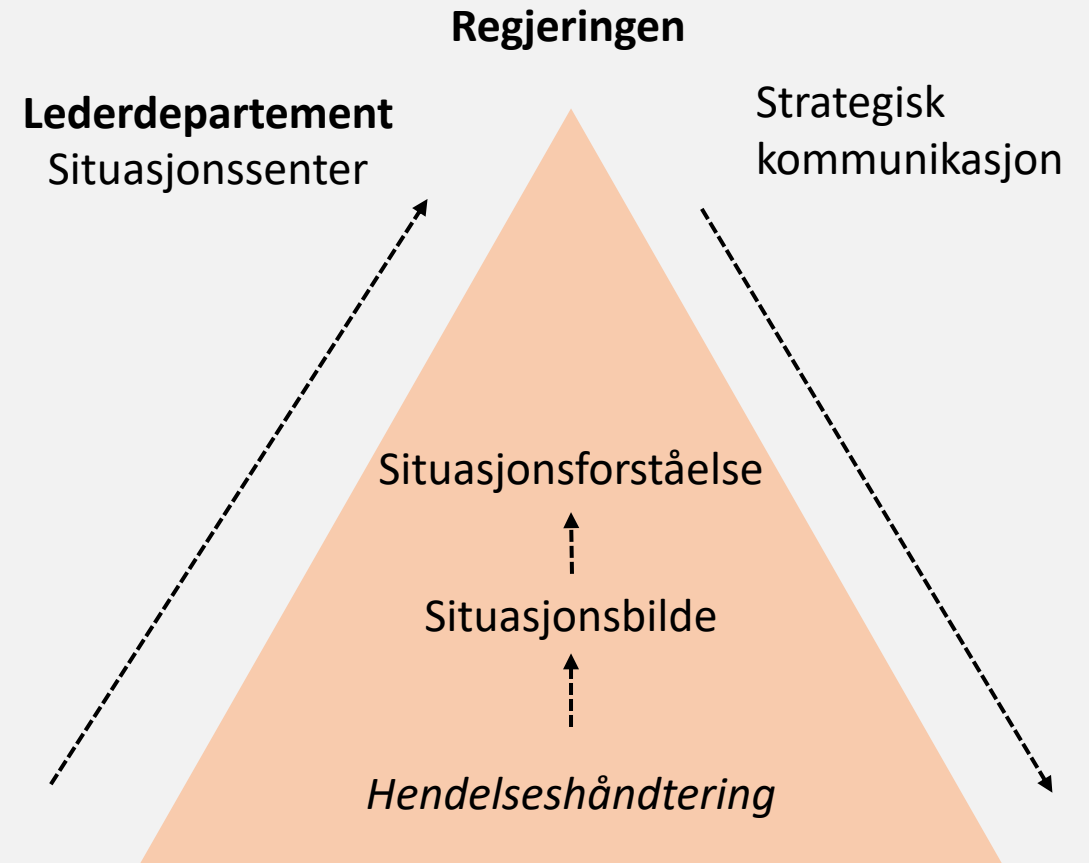 Regjeringen
Lederdepartement
Situasjonssenter
Strategisk
kommunikasjon
Situasjonsforståelse
Situasjonsbilde
Hendelseshåndtering